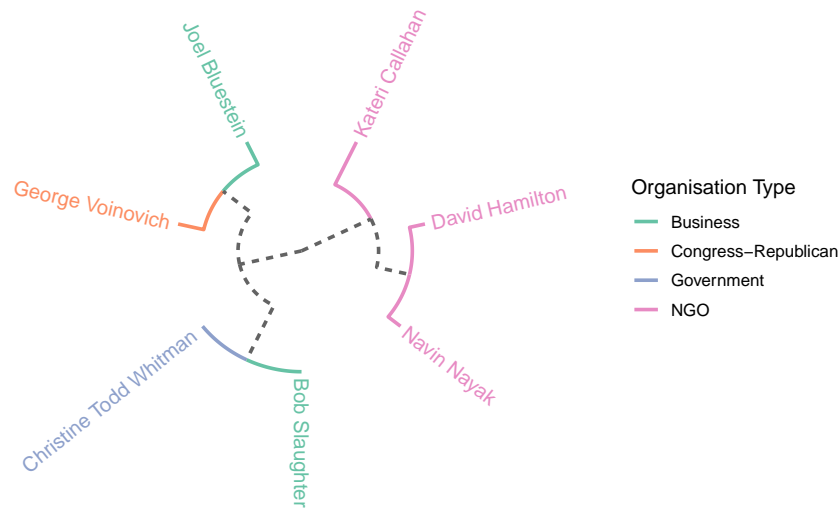 Joel Bluestein
Kateri Callahan
George Voinovich
David Hamilton
Navin Nayak
Christine Todd Whitman
Bob Slaughter
Organisation Type
Business
Congress−Republican
Government
NGO